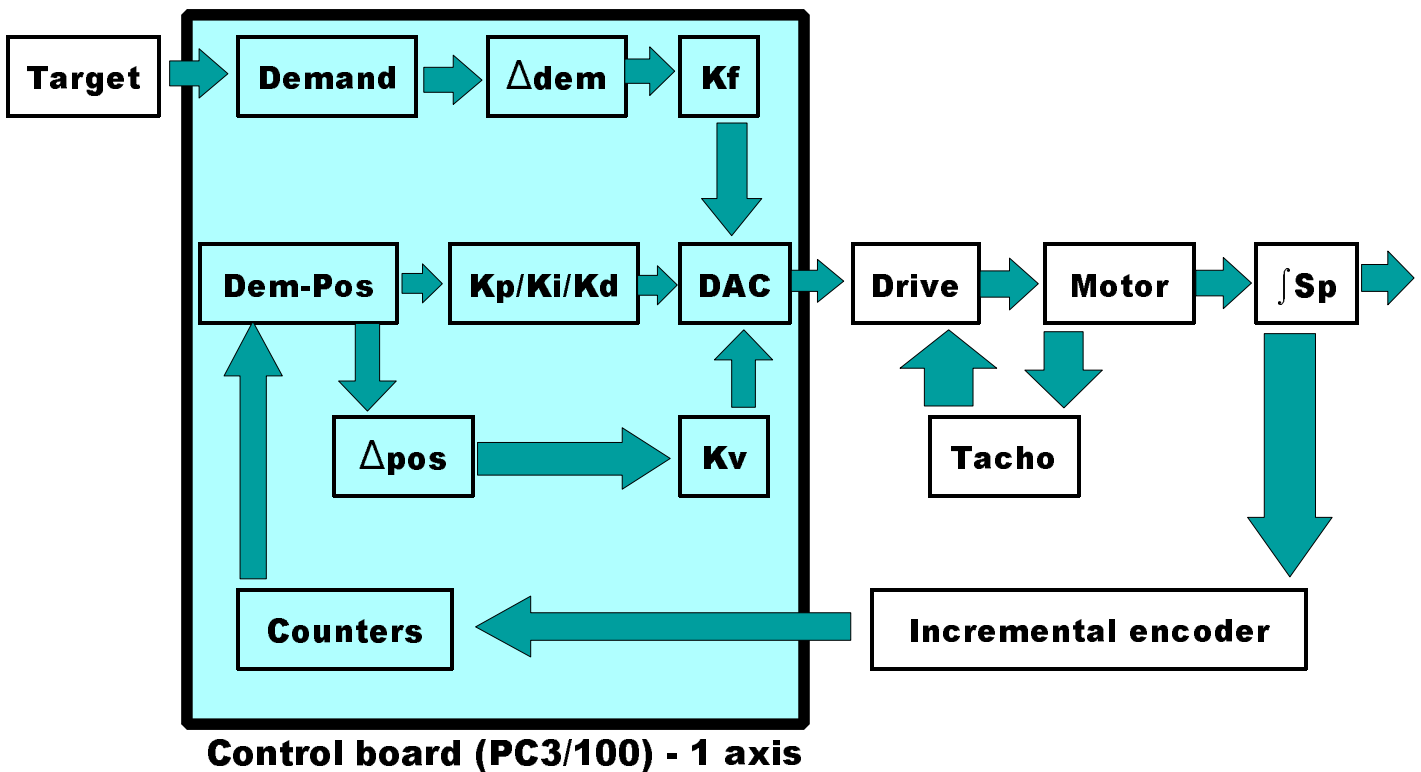 Target
Demand
Δdem
Kf
Dem-Pos
Kp/Ki/Kd
DAC
Drive
Motor
∫Sp
Δpos
Kv
Tacho
Counters
Incremental encoder
Control board (PC3/100) - 1 axis